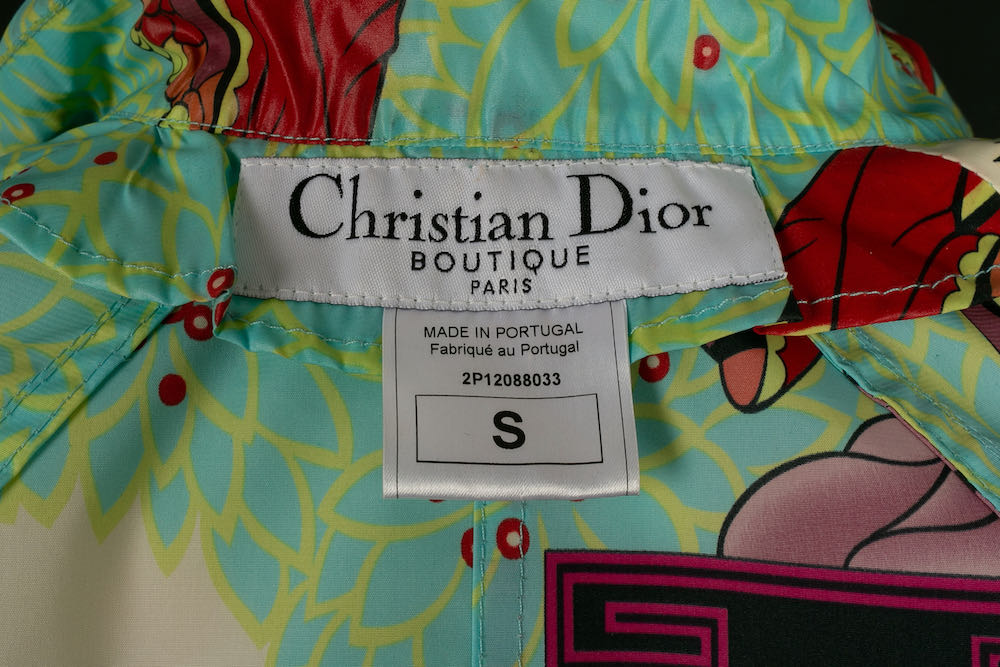 Christian Dior
BOUTIQUE
PARIS
MADE IN PORTUGAL
Fabriqué au Portugal
2P12088033
S